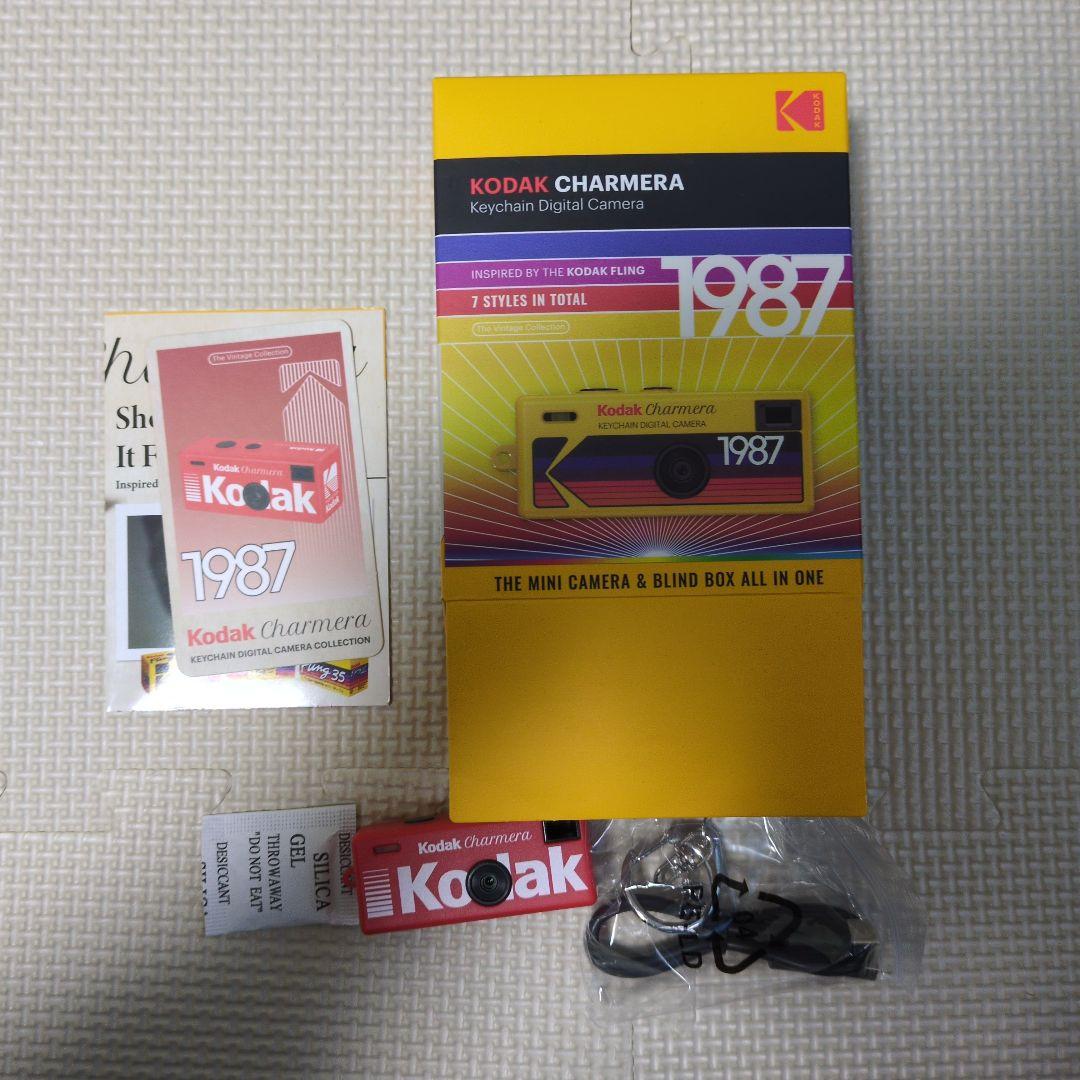 KODAK
KODAK CHARMERA
Keychain Digital Camera
INSPIRED BY THE KODAK FLING
1987
7 STYLES IN TOTAL
The Vintage Collection
Kodak Charmera
KEYCHAIN DIGITAL CAMERA
1987
THE MINI CAMERA & BLIND BOX ALL IN ONE
It F
Inspired
Fling 35
The Vintage Collection
Kodak Charmera
Kodak
Kodak
1987
Kodak Charmera
KEYCHAIN DIGITAL CAMERA COLLECTION
DESICCANT
SILICA
GEL
THROWAWAY
"DO NOT EAT"
DESICCANT
Kodak Charmera
Kodak
04